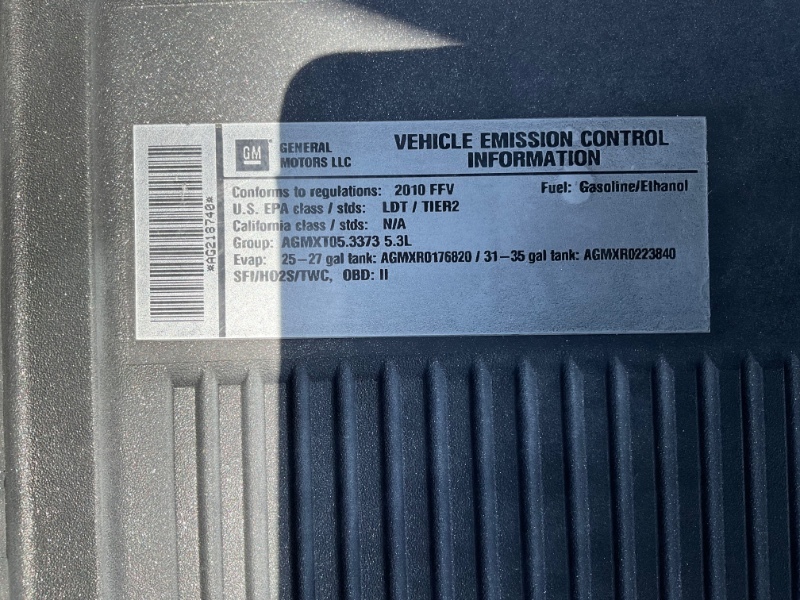 *AG218740*
GM
GENERAL
MOTORS LLC
VEHICLE EMISSION CONTROL
INFORMATION
Conforms to regulations: 2010 FFV Fuel: Gasoline/Ethanol
U.S. EPA class / stds: LDT / TIER2
California class / stds: N/A
Group: AGMXT05.3373 5.3L
Evap: 25-27 gal tank: AGMXR0176820 / 31-35 gal tank: AGMXR0223840
SFI/HO2S/TWC, OBD: II